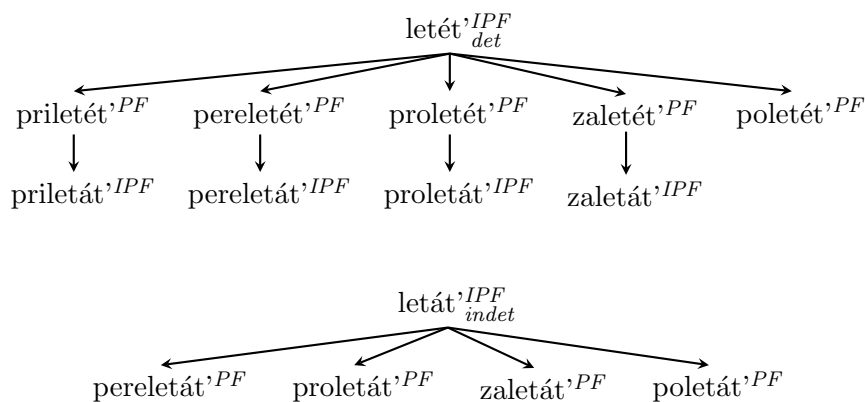 letét’IPF det
priletét’PF pereletét’PF proletét’PF zaletét’PF poletét’PF
priletát’IPF pereletát’IPF proletát’IPF zaletát’IPF
letát’IPF indet
pereletát’PF proletát’PF zaletát’PF poletát’PF